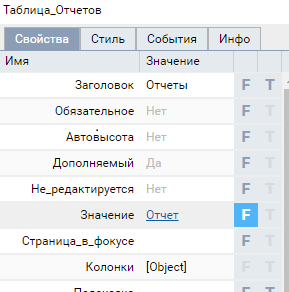 Таблица_Отчетов
Свойства Стиль События Инфо
Имя Значение
Заголовок Отчеты F T
Обязательное Нет F T
Автовысота Нет F T
Дополняемый Да F T
Не_редактируется Нет F T
Значение Отчет F T
Страница_в_фокусе F T
Колонки [Object] F T